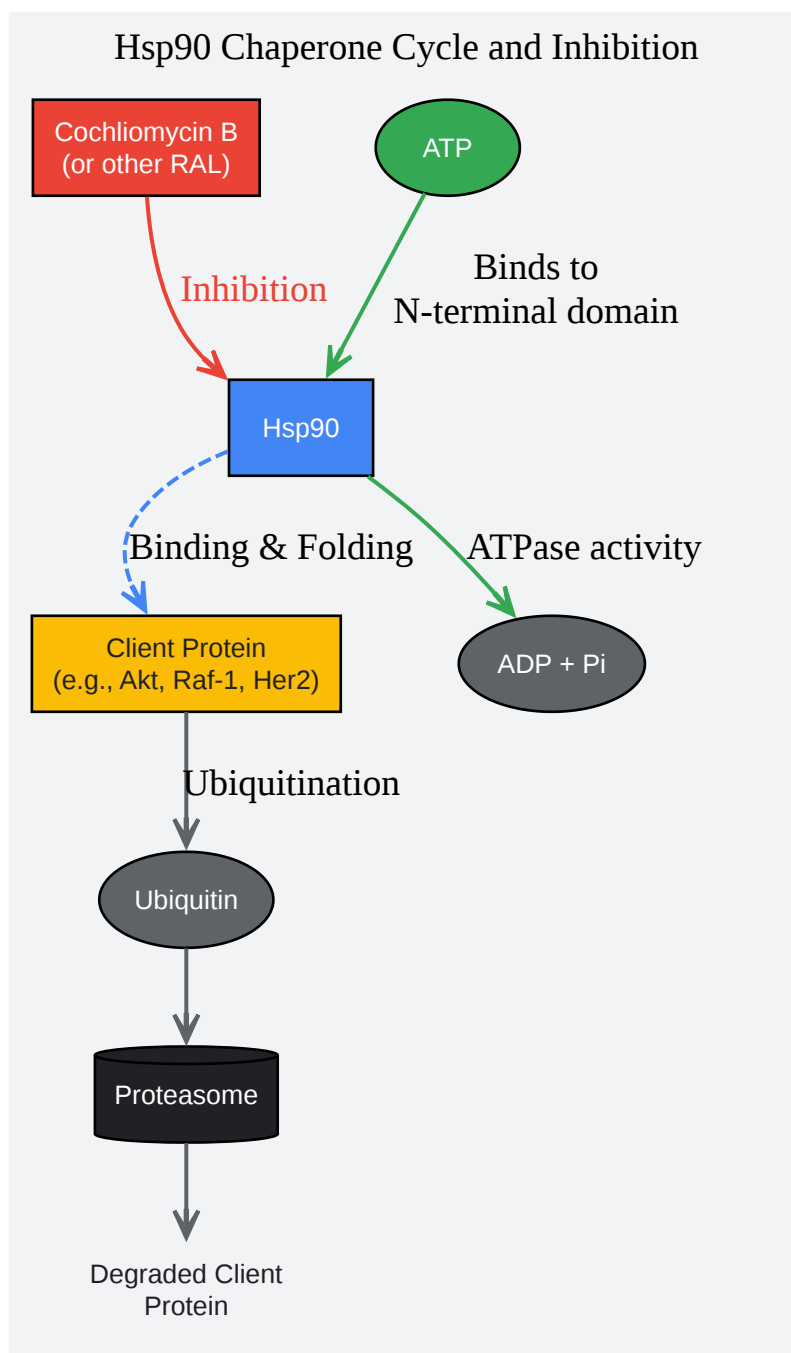 Hsp90 Chaperone Cycle and Inhibition
Cochliomycin B
(or other RAL)
ATP
Inhibition
Binds to
N-terminal domain
Hsp90
Binding & Folding
ATPase activity
Client Protein
(e.g., Akt, Raf-1, Her2)
ADP + Pi
Ubiquitination
Ubiquitin
Proteasome
Degraded Client
Protein